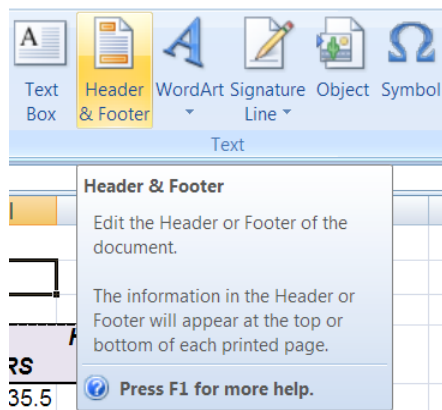 A
Ω
Text Box
Header & Footer
WordArt
Signature Line
Object
Symbol
Text
Header & Footer
Edit the Header or Footer of the
document.
The information in the Header or
Footer will appear at the top or
bottom of each printed page.
Press F1 for more help.
RS
35.5